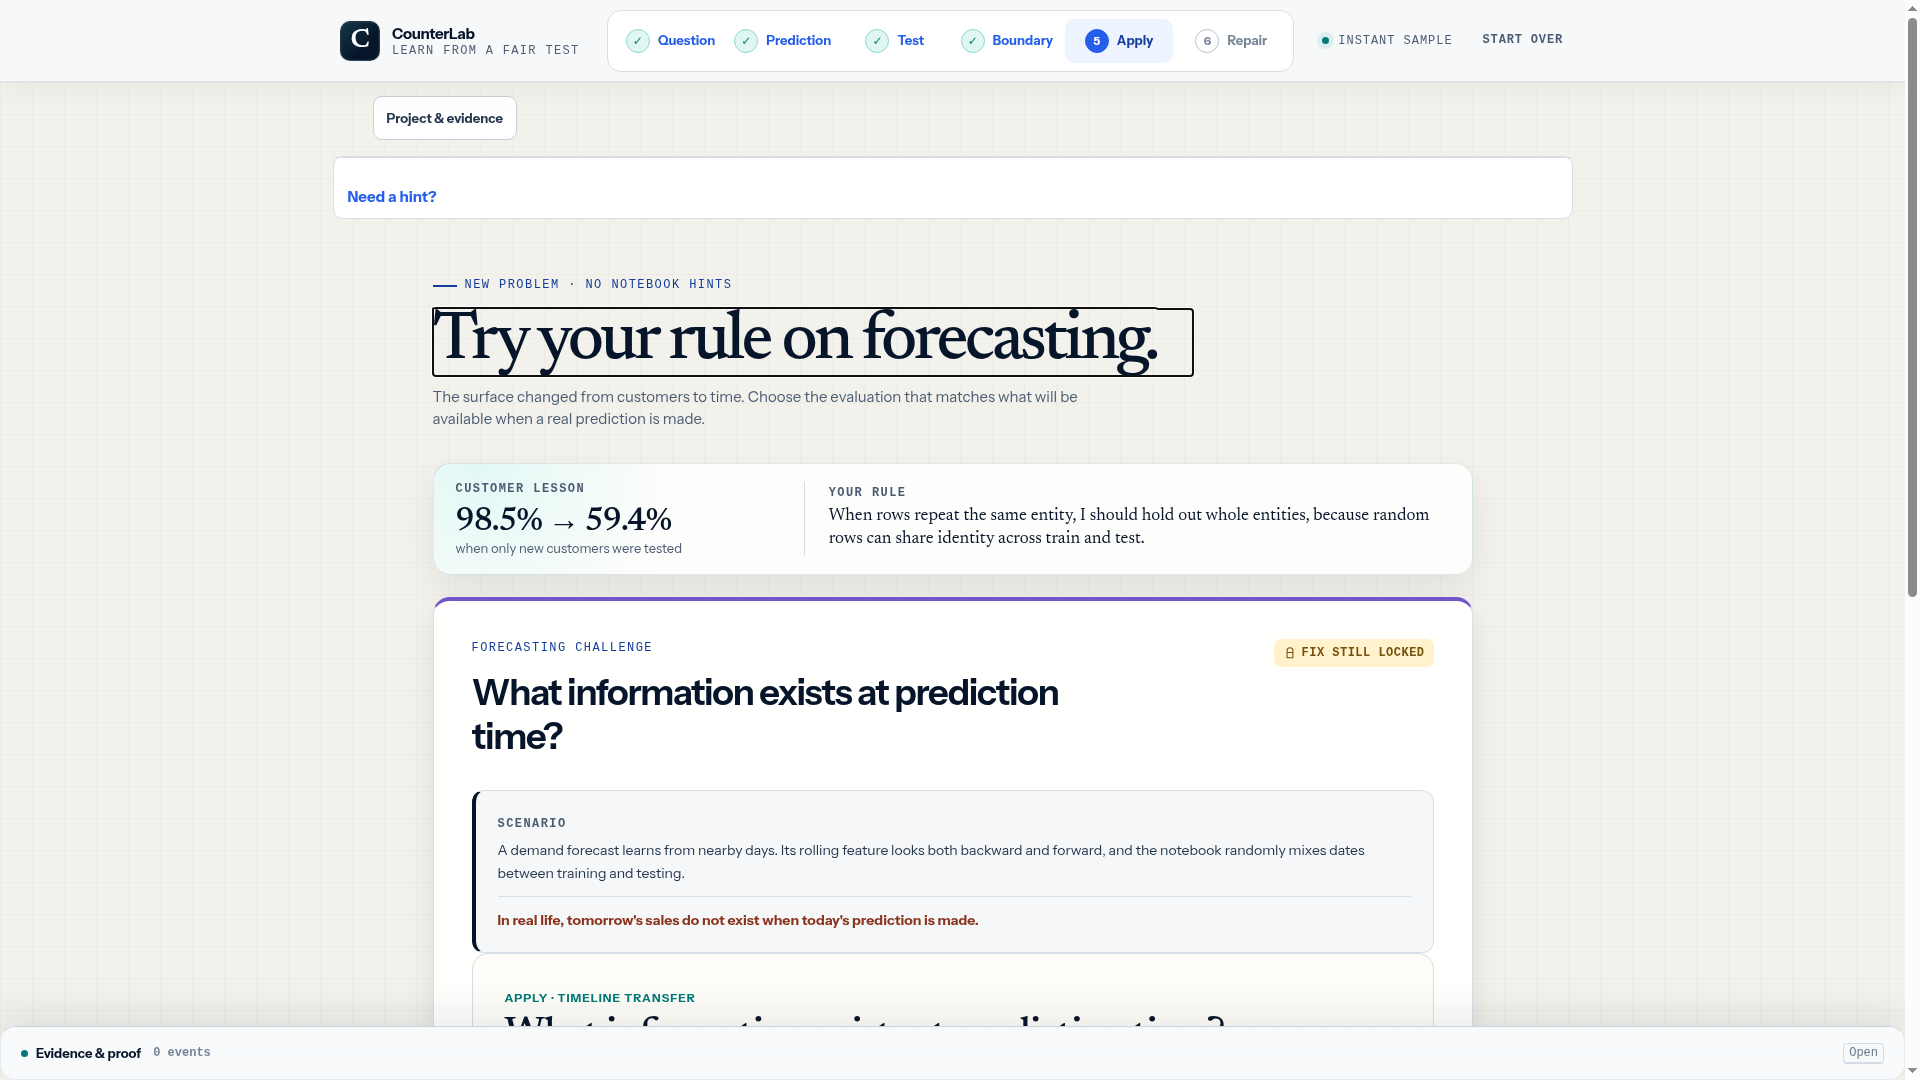 C
CounterLab
LEARN FROM A FAIR TEST
✓ Question
✓ Prediction
✓ Test
✓ Boundary
5 Apply
6 Repair
INSTANT SAMPLE
START OVER
Project & evidence
Need a hint?
NEW PROBLEM · NO NOTEBOOK HINTS
Try your rule on forecasting.
The surface changed from customers to time. Choose the evaluation that matches what will be
available when a real prediction is made.
CUSTOMER LESSON
98.5% → 59.4%
when only new customers were tested
YOUR RULE
When rows repeat the same entity, I should hold out whole entities, because random
rows can share identity across train and test.
FORECASTING CHALLENGE
FIX STILL LOCKED
What information exists at prediction
time?
SCENARIO
A demand forecast learns from nearby days. Its rolling feature looks both backward and forward, and the notebook randomly mixes dates
between training and testing.
In real life, tomorrow's sales do not exist when today's prediction is made.
APPLY · TIMELINE TRANSFER
What information exists at prediction time?
Evidence & proof
0 events
Open